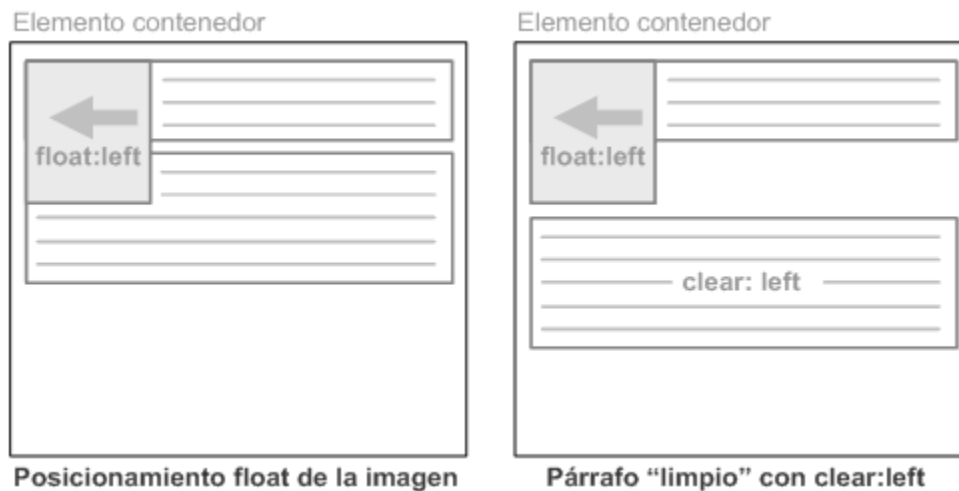 Elemento contenedor
float:left
Posicionamiento float de la imagen
Elemento contenedor
float:left
clear: left
Párrafo “limpio” con clear:left